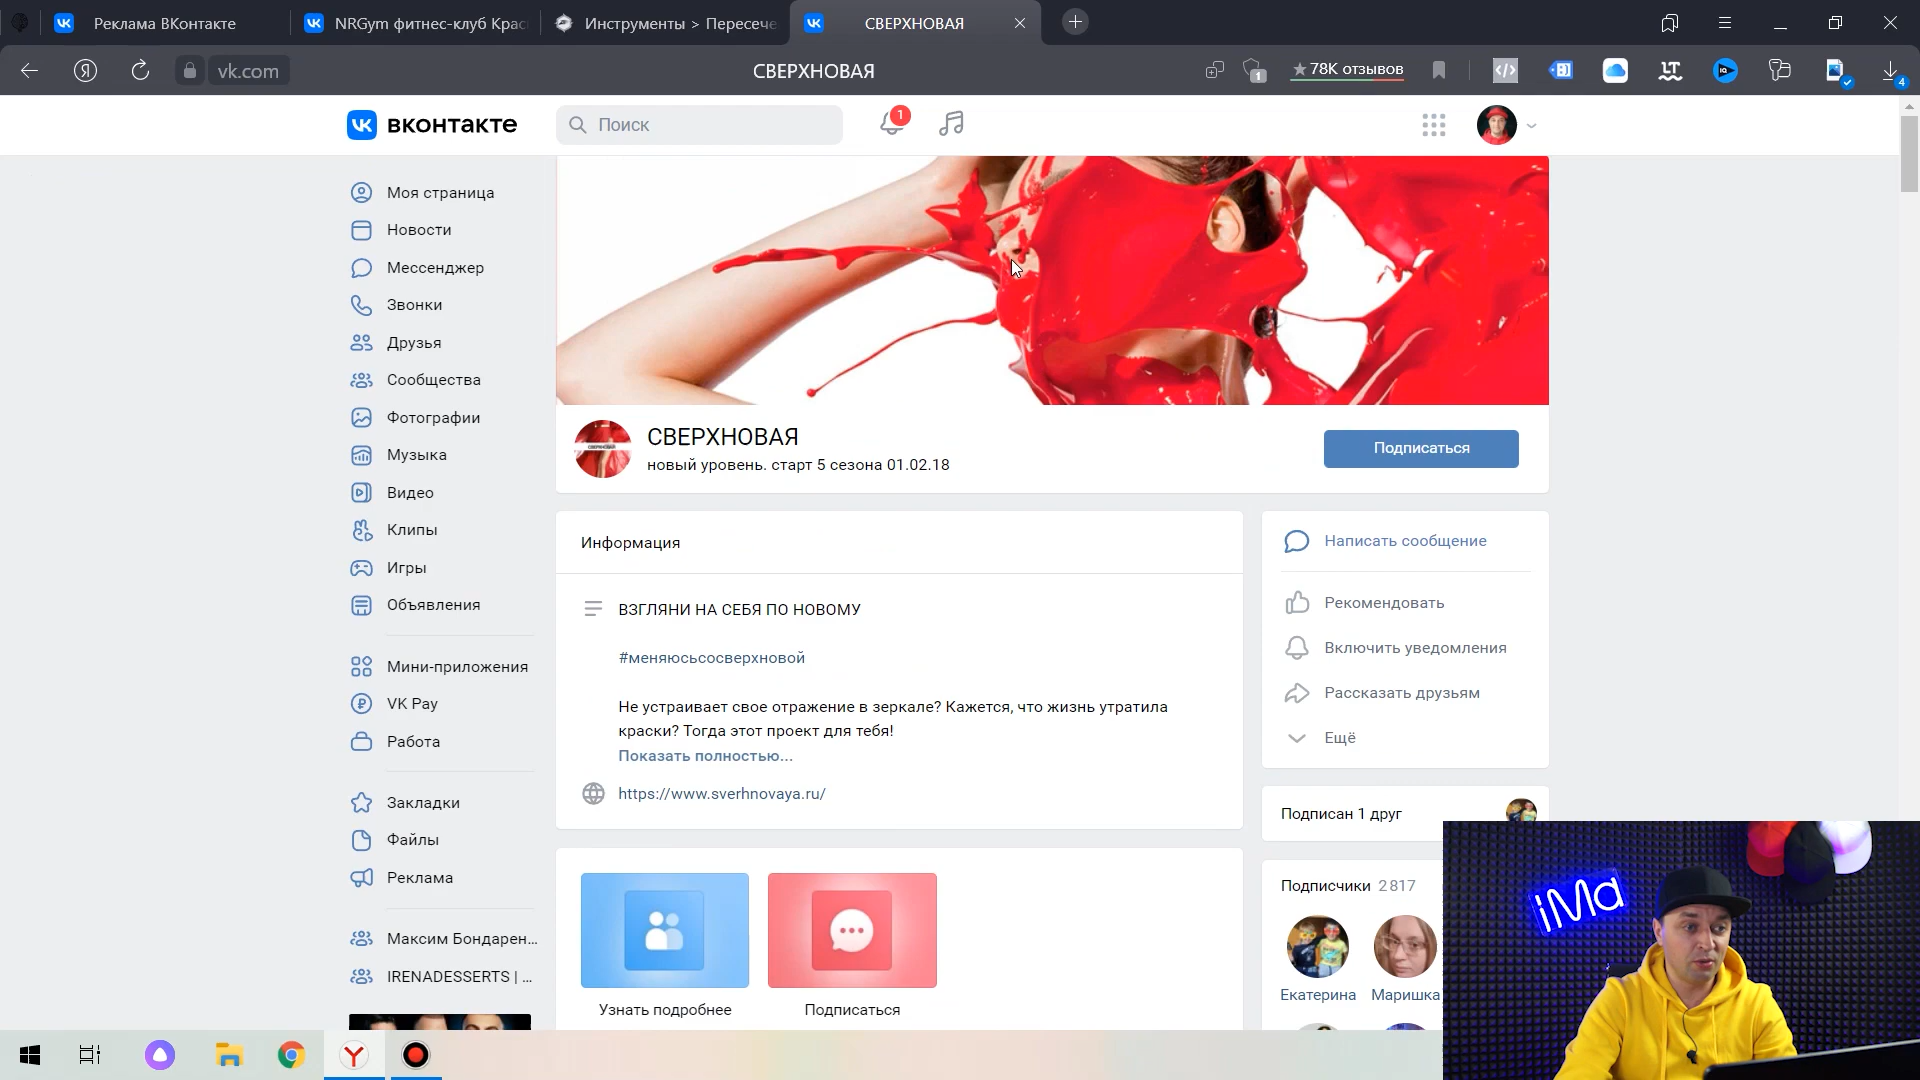 Реклама ВКонтакте
NRGym фитнес-клуб Крас
Инструменты > Пересече
СВЕРХНОВАЯ
vk.com
СВЕРХНОВАЯ
1
★78K отзывов
4
вконтакте
Поиск
1
Моя страница
Новости
Мессенджер
Звонки
Друзья
Сообщества
Фотографии
Музыка
Видео
Клипы
Игры
Объявления
Мини-приложения
VK Pay
Работа
Закладки
Файлы
Реклама
Максим Бондарен...
IRENADESSERTS | ...
СВЕРХНОВАЯ
новый уровень. старт 5 сезона 01.02.18
Подписаться
Информация
ВЗГЛЯНИ НА СЕБЯ ПО НОВОМУ
#меняюсьсосверхновой
Не устраивает свое отражение в зеркале? Кажется, что жизнь утратила
краски? Тогда этот проект для тебя!
Показать полностью...
https://www.sverhnovaya.ru/
Узнать подробнее
Подписаться
Написать сообщение
Рекомендовать
Включить уведомления
Рассказать друзьям
Ещё
Подписан 1 друг
Подписчики 2 817
Екатерина
Маришка
iMa